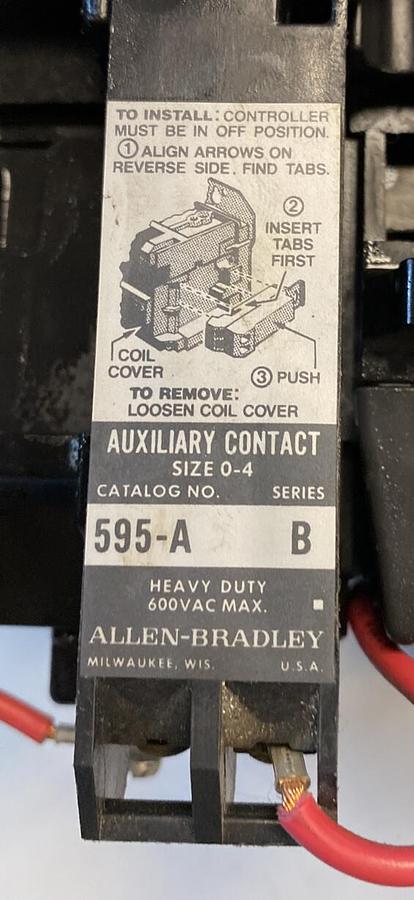 TO INSTALL: CONTROLLER
MUST BE IN OFF POSITION.
① ALIGN ARROWS ON
REVERSE SIDE. FIND TABS.
②
INSERT
TABS
FIRST
COIL
COVER
③ PUSH
TO REMOVE:
LOOSEN COIL COVER
AUXILIARY CONTACT
SIZE 0-4
CATALOG NO. SERIES
595-A B
HEAVY DUTY
600VAC MAX.
ALLEN-BRADLEY
MILWAUKEE, WIS. U.S.A.